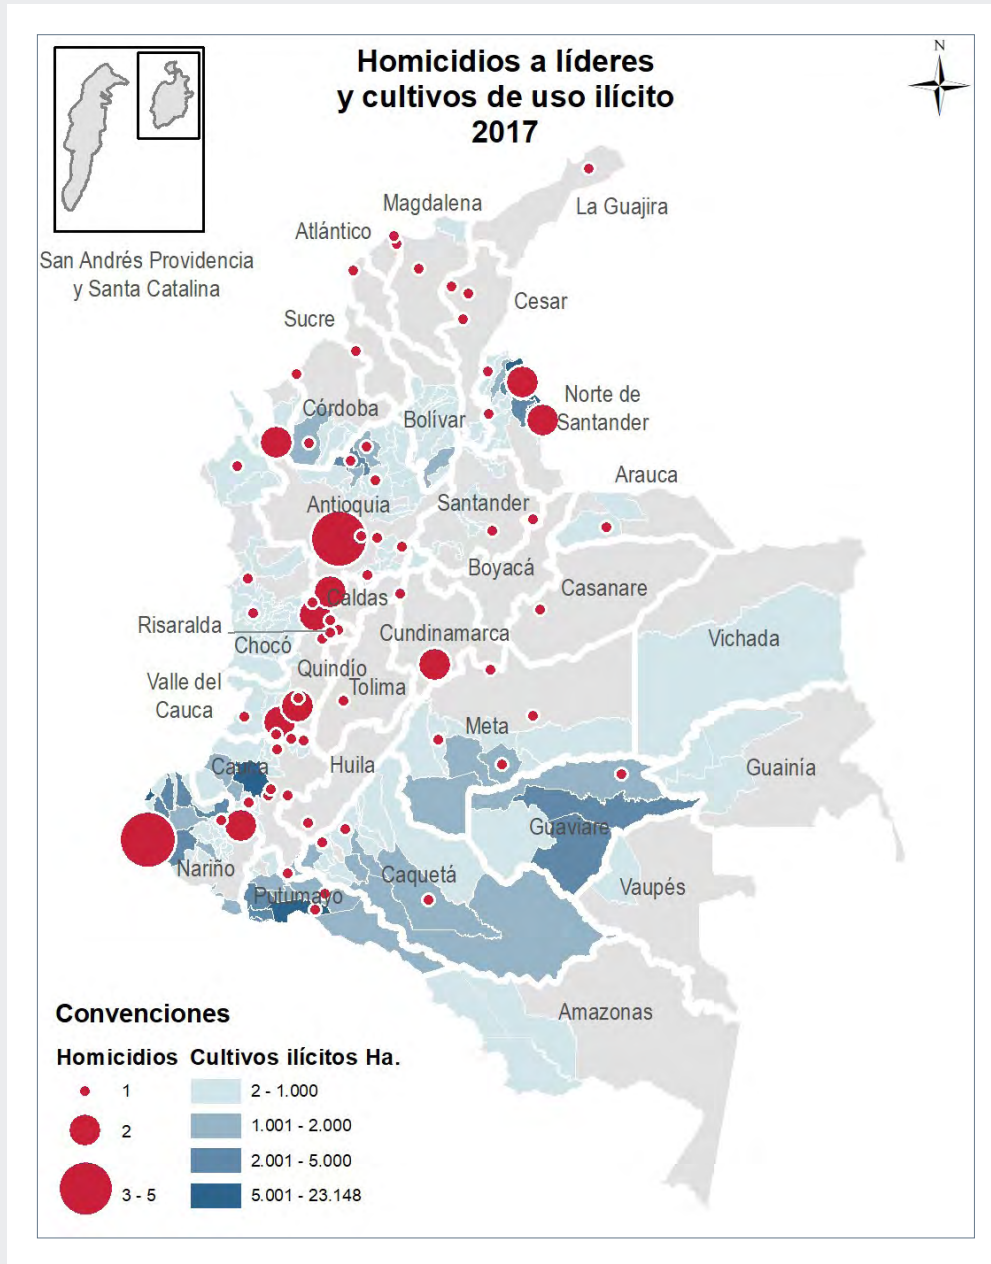 Homicidios a líderes
y cultivos de uso ilícito
2017
N
San Andrés Providencia
y Santa Catalina
Magdalena
La Guajira
Atlántico
Cesar
Sucre
Norte de
Santander
Córdoba
Bolívar
Arauca
Antioquia
Santander
Boyacá
Casanare
Caldas
Risaralda
Cundinamarca
Vichada
Chocó
Quindío
Tolima
Valle del
Cauca
Meta
Huila
Cauca
Guainía
Guaviare
Nariño
Caquetá
Vaupés
Putumayo
Amazonas
Convenciones
Homicidios Cultivos ilícitos Ha.
1 2 - 1.000
2 1.001 - 2.000
2.001 - 5.000
3 - 5 5.001 - 23.148